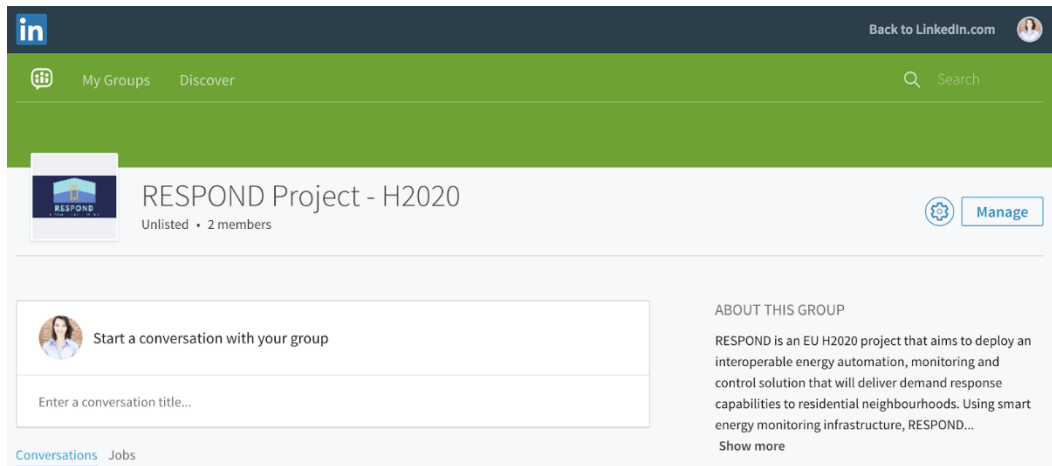 in
Back to LinkedIn.com
My Groups
Discover
Search
RESPOND
RESPOND Project - H2020
Unlisted • 2 members
Manage
Start a conversation with your group
Enter a conversation title...
Conversations Jobs
ABOUT THIS GROUP
RESPOND is an EU H2020 project that aims to deploy an
interoperable energy automation, monitoring and
control solution that will deliver demand response
capabilities to residential neighbourhoods. Using smart
energy monitoring infrastructure, RESPOND...
Show more